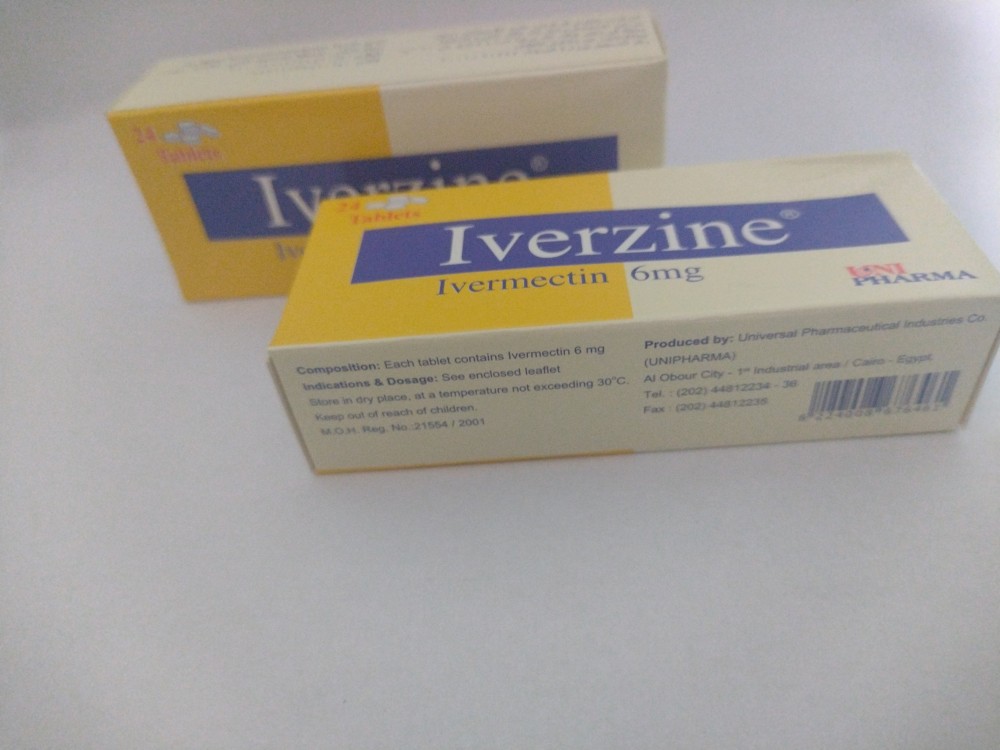 24
Tablets
Iverzine®
24
Tablets
Iverzine®
Ivermectin 6mg
UNI
PHARMA
Composition: Each tablet contains Ivermectin 6 mg
Indications & Dosage: See enclosed leaflet
Store in dry place, at a temperature not exceeding 30°C.
Keep out of reach of children.
M.O.H. Reg. No.:21554 / 2001
Produced by: Universal Pharmaceutical Industries Co.
(UNIPHARMA)
Al Obour City - 1st Industrial area / Cairo - Egypt.
Tel. : (202) 44812234 - 36
Fax : (202) 44812235